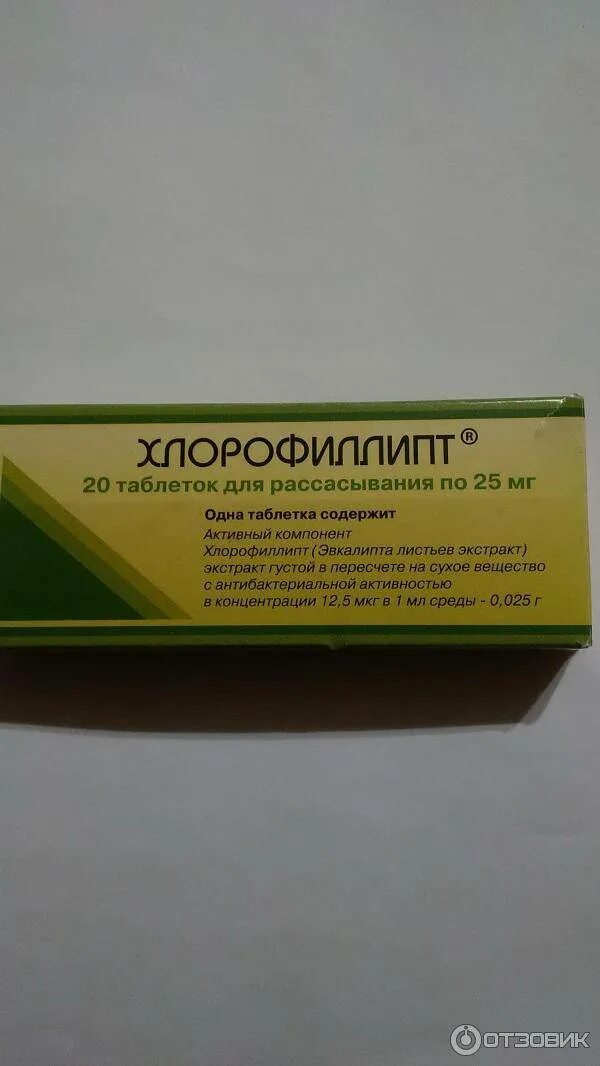 ХЛОРОФИЛЛИПТ®
20 таблеток для рассасывания по 25 мг
Одна таблетка содержит
Активный компонент
Хлорофиллипт (Эвкалипта листьев экстракт)
экстракт густой в пересчете на сухое вещество
с антибактериальной активностью
в концентрации 12,5 мкг в 1 мл среды - 0,025 г
ОТЗОВИК